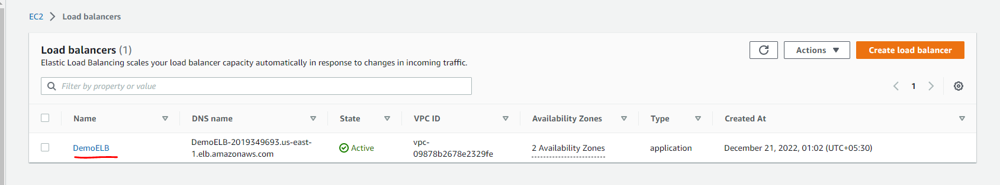 EC2 > Load balancers
Load balancers (1)
Elastic Load Balancing scales your load balancer capacity automatically in response to changes in incoming traffic.
Actions
Create load balancer
Filter by property or value
1
Name DNS name State VPC ID Availability Zones Type Created At
DemoELB DemoELB-2019349693.us-east-1.elb.amazonaws.com Active vpc-09878b2678e2329fe 2 Availability Zones application December 21, 2022, 01:02 (UTC+05:30)